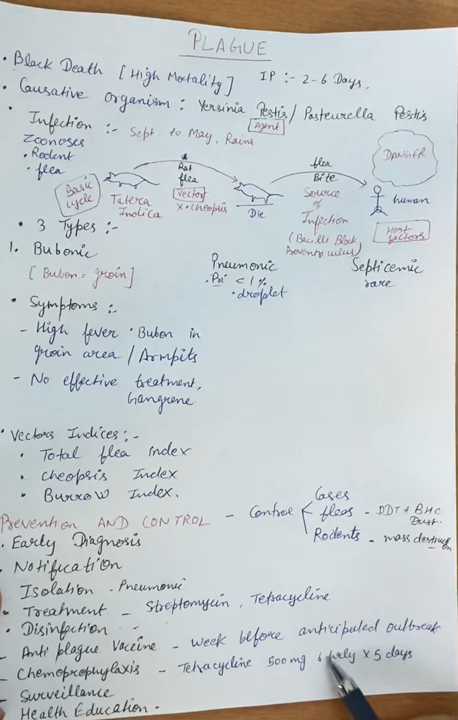 PLAGUE
• Black Death [High Mortality] IP :- 2-6 Days.
• Causative organism : Yersinia Pestis / Pasteurella Pestis
• Infection :- Sept. to May, Rains
Agent
Zoonoses
• Rodent
• flea
Basic cycle
Tatera Indica
Rat flea
Vector
X. cheopsis
Die
flea
Bite
Source of Infection
(Bacilli Block Proventriculus)
DANGER
human
Host factors
• 3 Types :-
1. Bubonic
[Bubon = groin]
Pneumonic
• Pri < 1%
• droplet
Septicemic
rare
• Symptoms :-
- High fever • Bubon in
groin area / Armpits
- No effective treatment,
Gangrene
• Vectors Indices :-
• Total flea index
• cheopsis Index
• Burrow Index.
Prevention AND CONTROL - Control
Cases
fleas - DDT + BHC Dust
Rodents - mass destruction
• Early Diagnosis
• Notification
Isolation - Pneumonic
• Treatment - Streptomycin, Tetracycline
• Disinfection
- Anti plague Vaccine - week before anticipated outbreak
• Chemoprophylaxis - Tetracycline 500 mg 6 hrly x 5 days
- Surveillance
- Health Education.